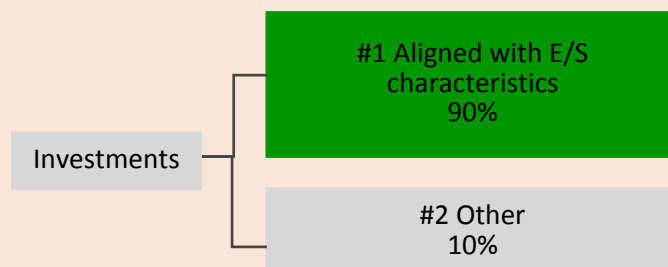 #1 Aligned with E/S
characteristics
90%
Investments
#2 Other
10%